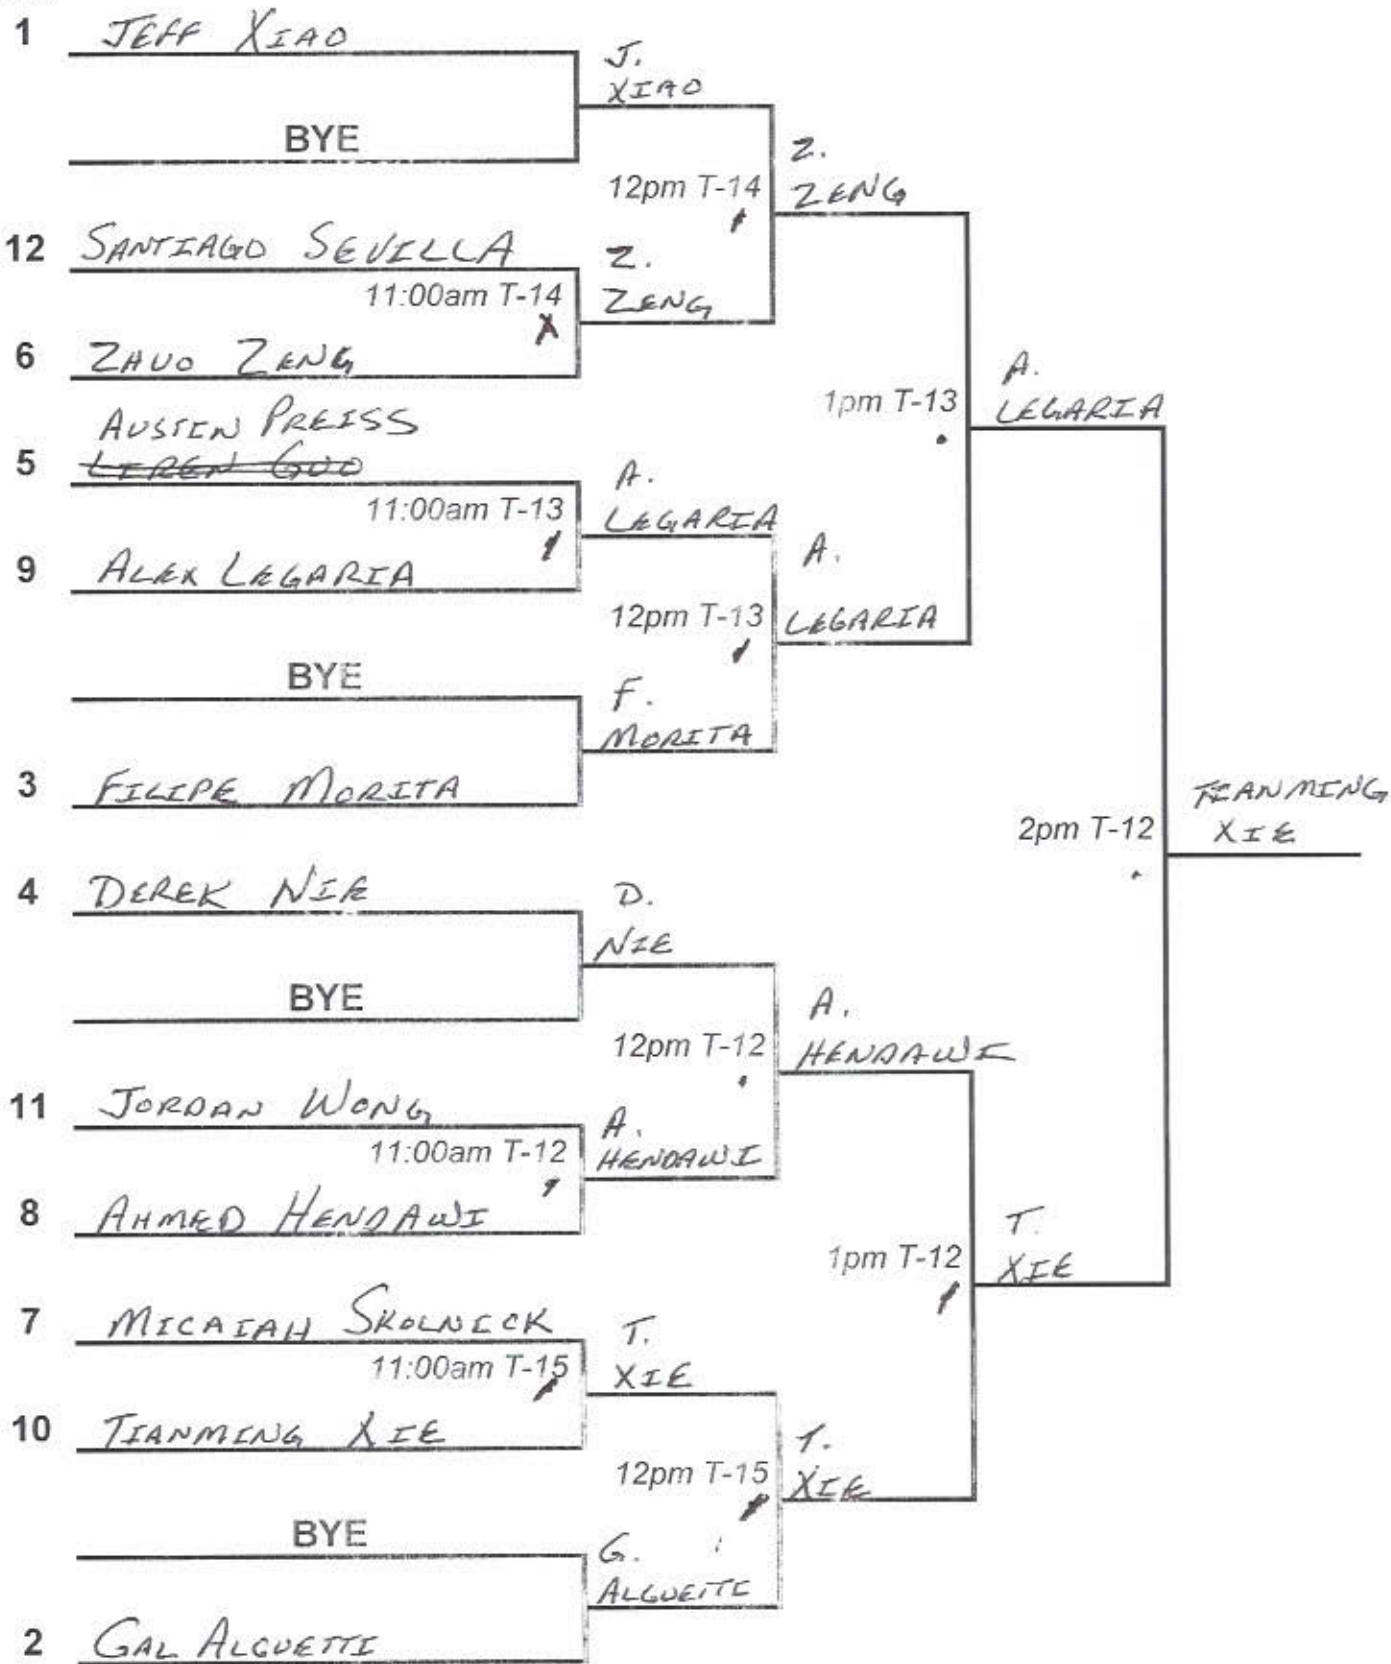 1 JEFF XIAO
J.
XIAO
BYE
12pm T-14
Z.
ZENG
12 SANTIAGO SEVILLA
11:00am T-14
Z.
ZENG
6 ZHUO ZENG
AUSTIN PREISS
5 LIREN GUO
11:00am T-13
A.
LEGARIA
9 ALEX LEGARIA
1pm T-13
A.
LEGARIA
12pm T-13
A.
LEGARIA
BYE
F.
MORITA
3 FILIPE MORITA
2pm T-12
TIANMING
XIE
4 DEREK NIE
D.
NIE
BYE
12pm T-12
A.
HENDAWI
11 JORDAN WONG
11:00am T-12
A.
HENDAWI
8 AHMED HENDAWI
1pm T-12
T.
XIE
7 MICAIAH SKOLNICK
11:00am T-15
T.
XIE
10 TIANMING XIE
12pm T-15
T.
XIE
BYE
G.
ALGUETTI
2 GAL ALGUETTI